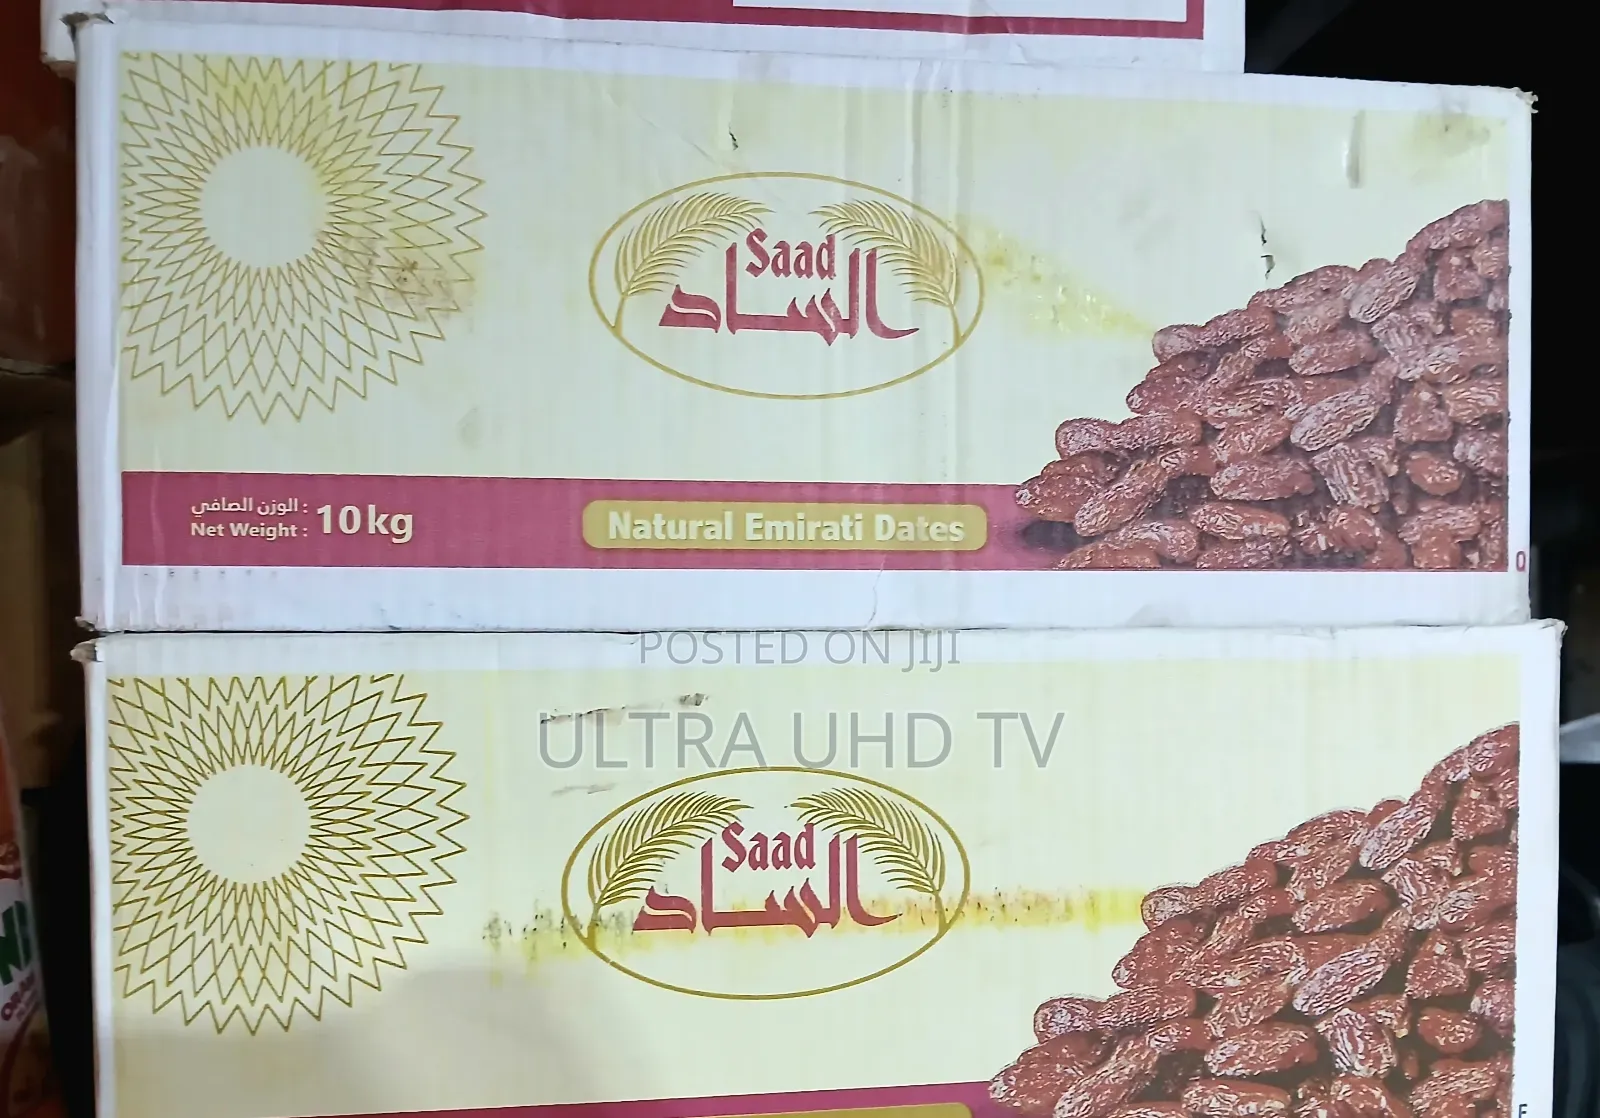 Saad
الساد
الوزن الصافي :
Net Weight : 10kg
Natural Emirati Dates
Q
POSTED ON JIJI
ULTRA UHD TV
Saad
الساد